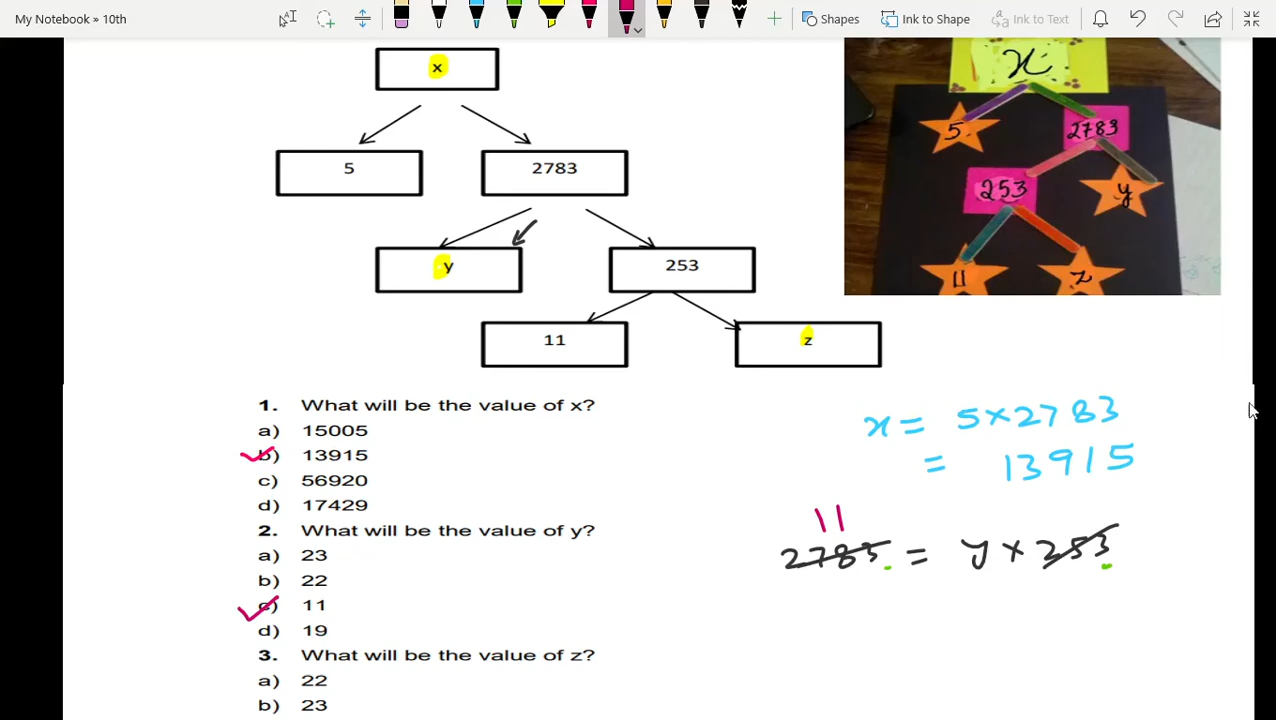 My Notebook » 10th
Shapes
Ink to Shape
Ink to Text
x
5
2783
y
253
11
z
x
5
2783
253
y
11
z
1. What will be the value of x?
a) 15005
b) 13915
c) 56920
d) 17429
2. What will be the value of y?
a) 23
b) 22
c) 11
d) 19
3. What will be the value of z?
a) 22
b) 23
x = 5×2783
= 13915
11
2783 = y × 253